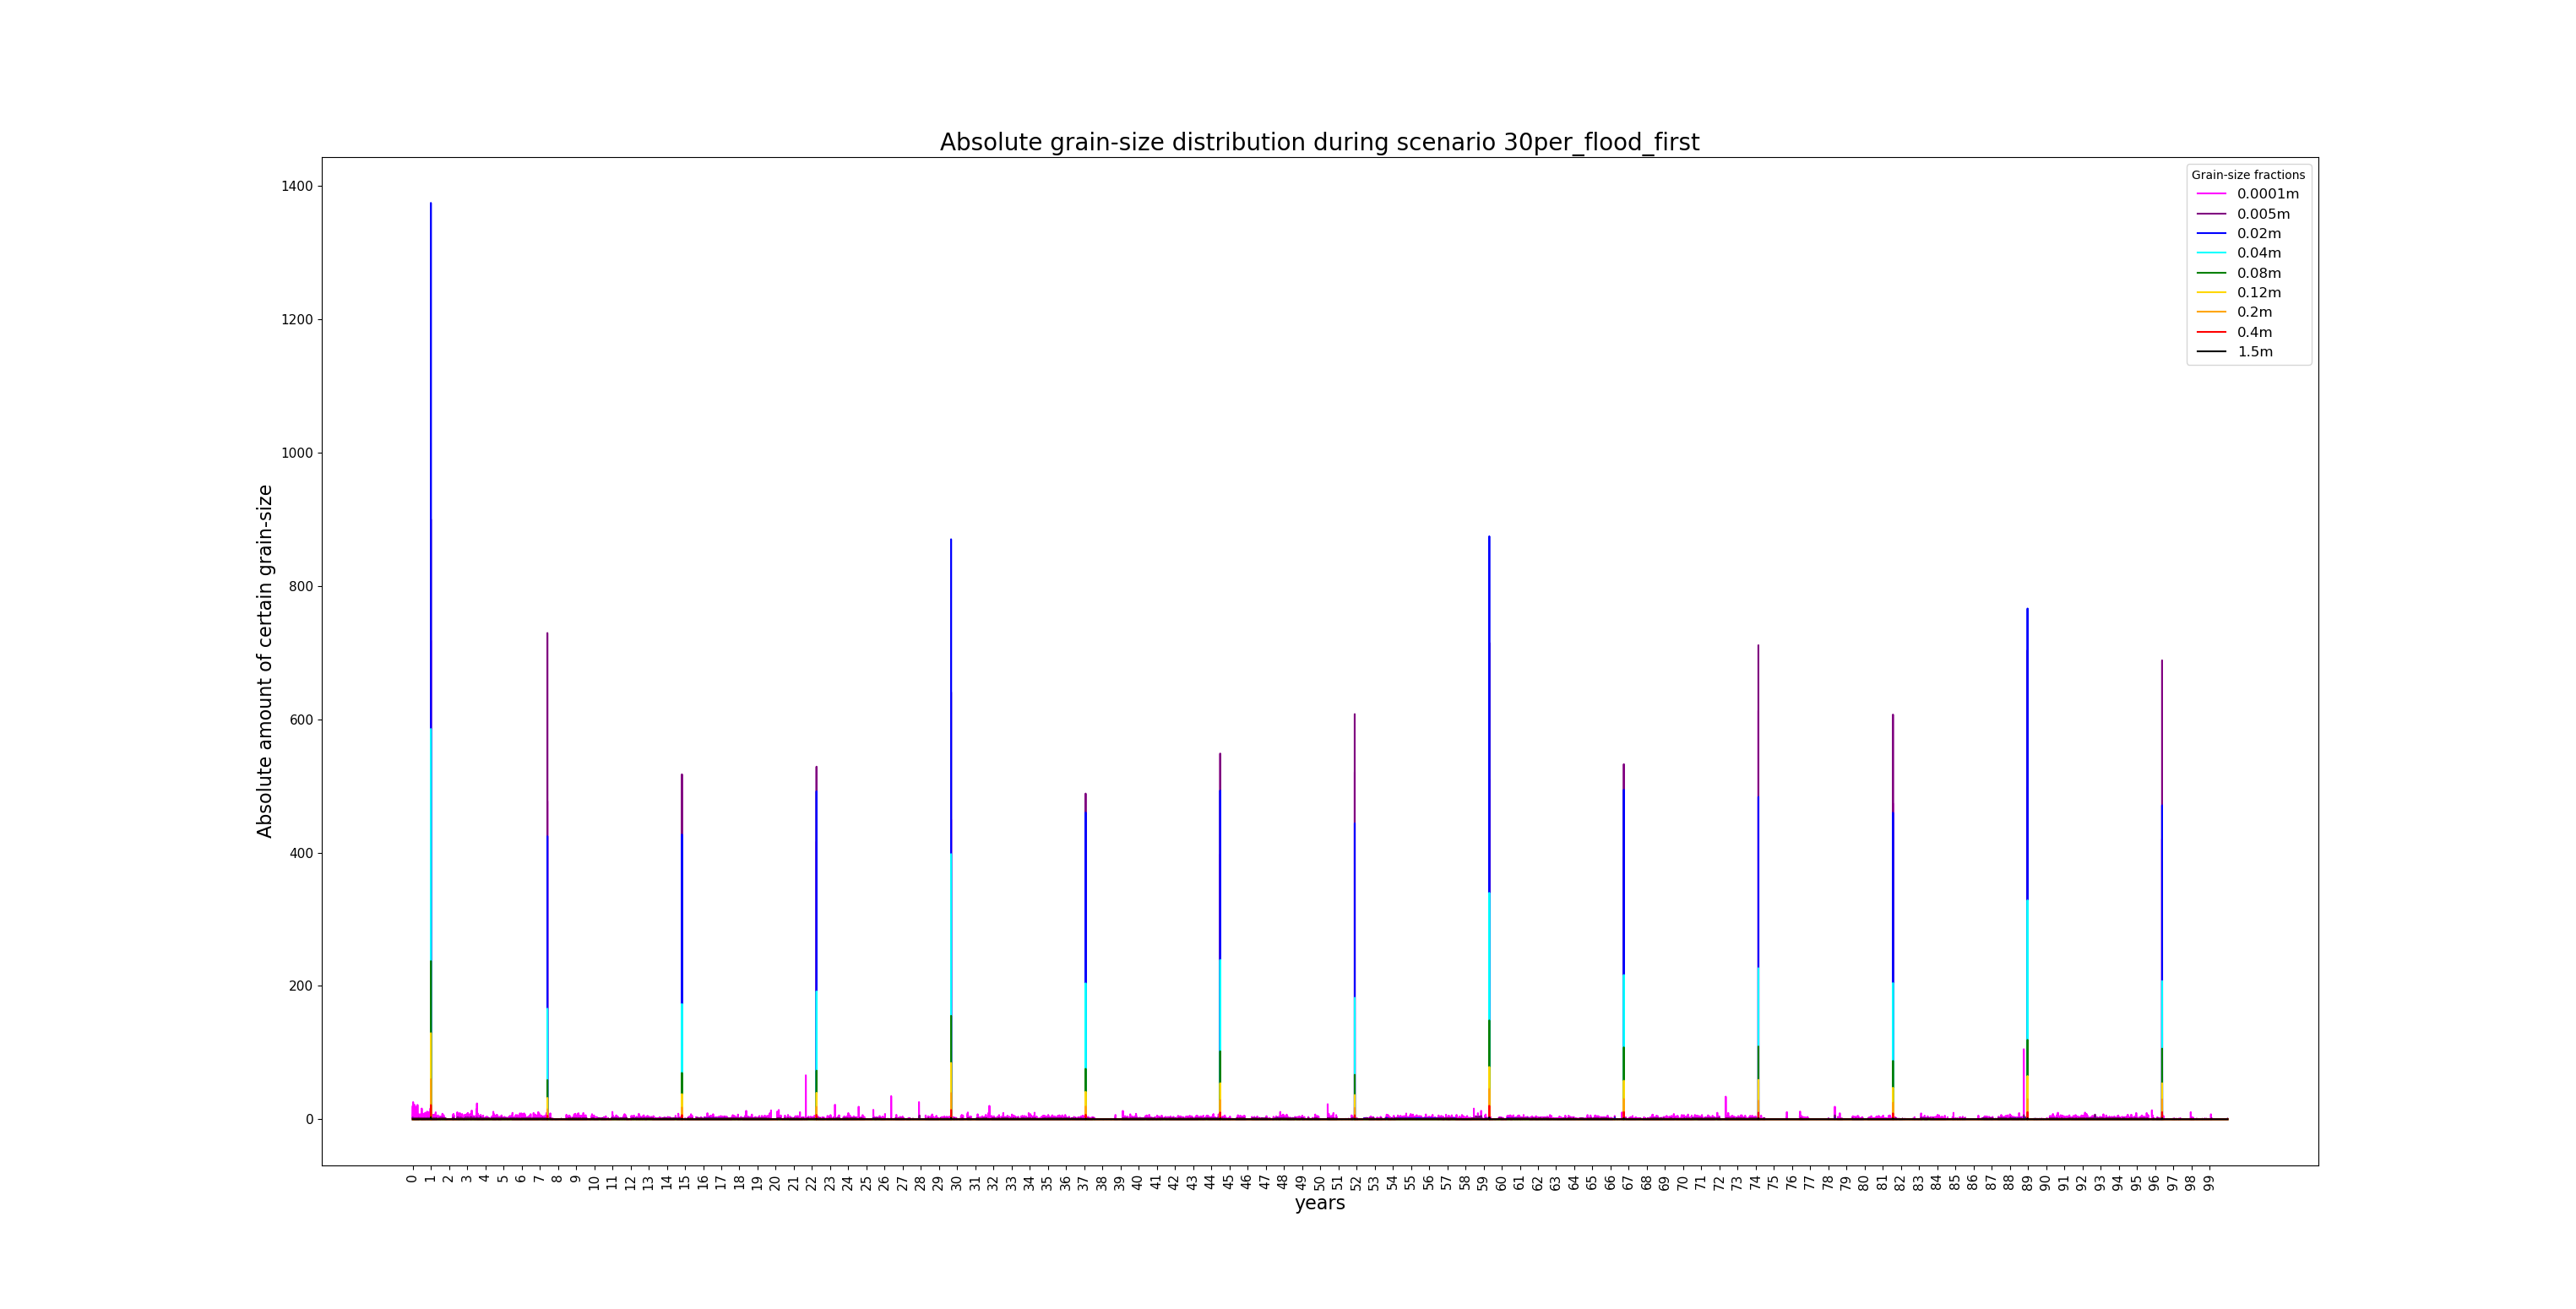 Absolute grain-size distribution during scenario 30per_flood_first
Grain-size fractions
0.0001m
0.005m
0.02m
0.04m
0.08m
0.12m
0.2m
0.4m
1.5m
Absolute amount of certain grain-size
1400
1200
1000
800
600
400
200
0
0 1 2 3 4 5 6 7 8 9 10 11 12 13 14 15 16 17 18 19 20 21 22 23 24 25 26 27 28 29 30 31 32 33 34 35 36 37 38 39 40 41 42 43 44 45 46 47 48 49 50 51 52 53 54 55 56 57 58 59 60 61 62 63 64 65 66 67 68 69 70 71 72 73 74 75 76 77 78 79 80 81 82 83 84 85 86 87 88 89 90 91 92 93 94 95 96 97 98 99
years